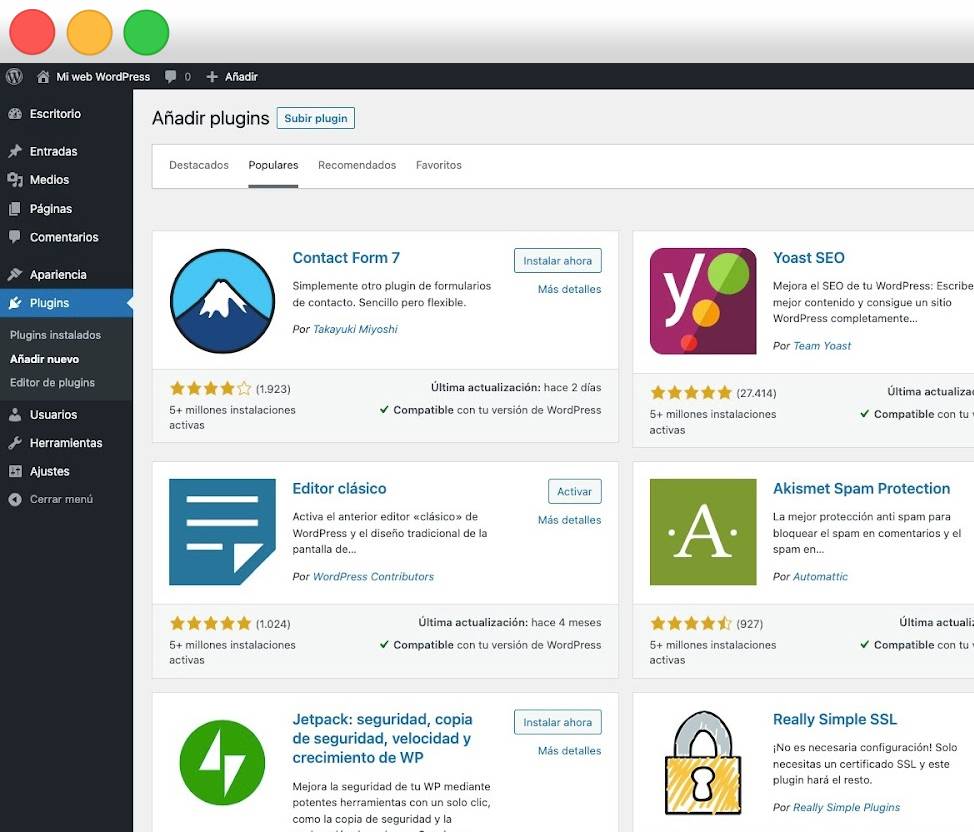 Mi web WordPress 0 Añadir
Escritorio
Entradas
Medios
Páginas
Comentarios
Apariencia
Plugins
Plugins instalados
Añadir nuevo
Editor de plugins
Usuarios
Herramientas
Ajustes
Cerrar menú
Añadir plugins Subir plugin
Destacados Populares Recomendados Favoritos
Contact Form 7
Instalar ahora
Más detalles
Simplemente otro plugin de formularios
de contacto. Sencillo pero flexible.
Por Takayuki Miyoshi
(1.923)
5+ millones instalaciones
activas
Última actualización: hace 2 días
Compatible con tu versión de WordPress
y
Yoast SEO
Mejora el SEO de tu WordPress: Escribe
mejor contenido y consigue un sitio
WordPress completamente...
Por Team Yoast
(27.414)
5+ millones instalaciones
activas
Última actualiza
Compatible con tu
Editor clásico
Activar
Más detalles
Activa el anterior editor «clásico» de
WordPress y el diseño tradicional de la
pantalla de...
Por WordPress Contributors
(1.024)
5+ millones instalaciones
activas
Última actualización: hace 4 meses
Compatible con tu versión de WordPress
·A·
Akismet Spam Protection
La mejor protección anti spam para
bloquear el spam en comentarios y el
spam en...
Por Automattic
(927)
5+ millones instalaciones
activas
Última actualiz
Compatible con tu
Jetpack: seguridad, copia
de seguridad, velocidad y
crecimiento de WP
Instalar ahora
Más detalles
Mejora la seguridad de tu WP mediante
potentes herramientas con un solo clic,
como la copia de seguridad y la
Really Simple SSL
¡No es necesaria configuración! Solo
necesitas un certificado SSL y este
plugin hará el resto.
Por Really Simple Plugins